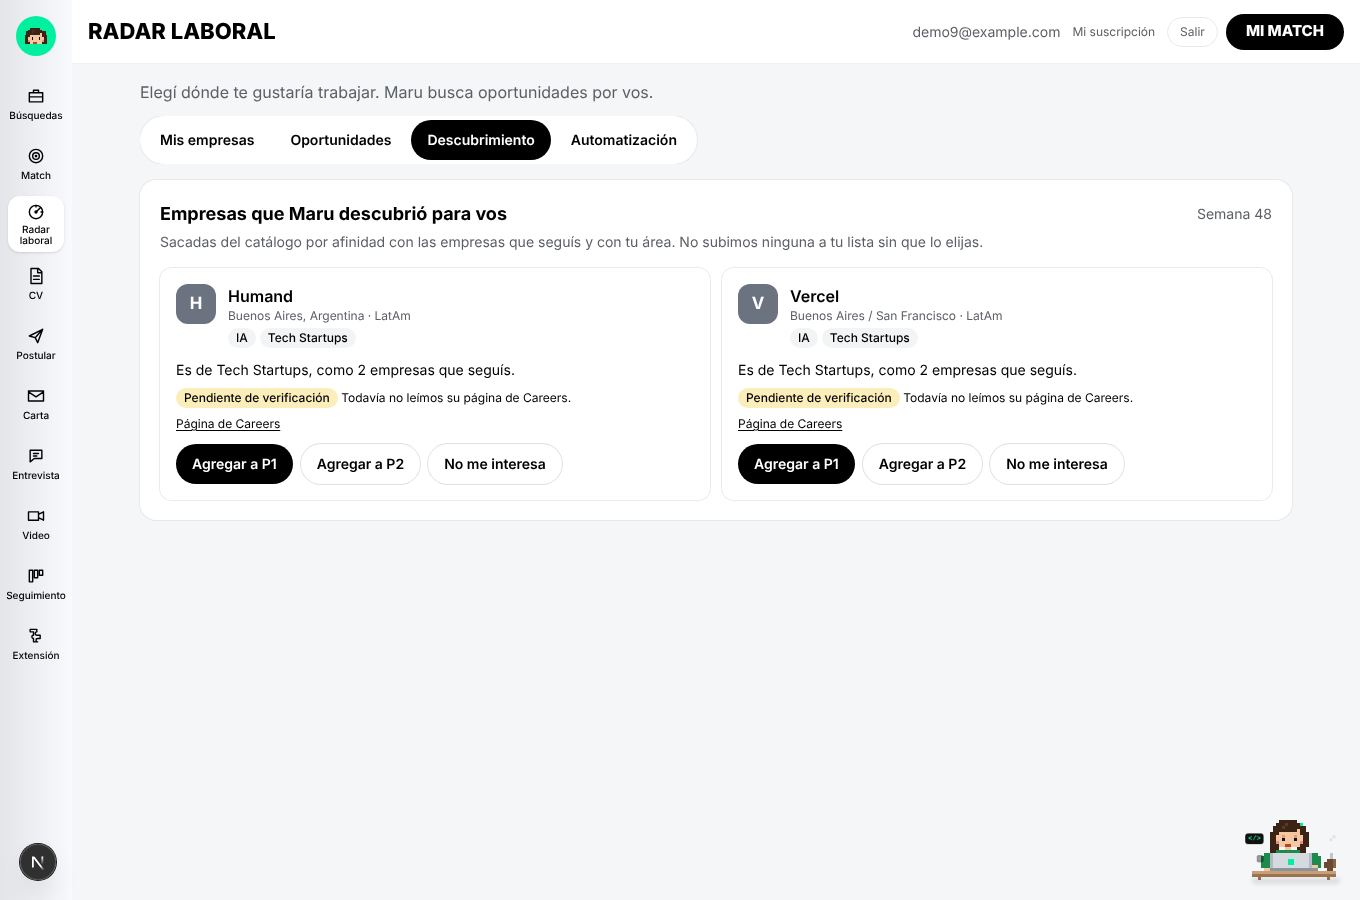 RADAR LABORAL
demo9@example.com
Mi suscripción
Salir
MI MATCH
Búsquedas
Match
Radar
laboral
CV
Postular
Carta
Entrevista
Video
Seguimiento
Extensión
N
Elegí dónde te gustaría trabajar. Maru busca oportunidades por vos.
Mis empresas
Oportunidades
Descubrimiento
Automatización
Empresas que Maru descubrió para vos
Semana 48
Sacadas del catálogo por afinidad con las empresas que seguís y con tu área. No subimos ninguna a tu lista sin que lo elijas.
H
Humand
Buenos Aires, Argentina · LatAm
IA
Tech Startups
Es de Tech Startups, como 2 empresas que seguís.
Pendiente de verificación Todavía no leímos su página de Careers.
Página de Careers
Agregar a P1
Agregar a P2
No me interesa
V
Vercel
Buenos Aires / San Francisco · LatAm
IA
Tech Startups
Es de Tech Startups, como 2 empresas que seguís.
Pendiente de verificación Todavía no leímos su página de Careers.
Página de Careers
Agregar a P1
Agregar a P2
No me interesa
</>